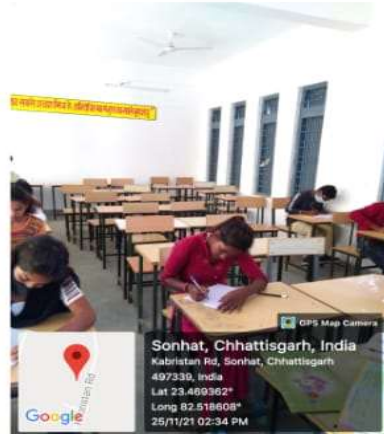 GPS Map Camera
Sonhat, Chhattisgarh, India
Kabristan Rd, Sonhat, Chhattisgarh
497339, India
Lat 23.469362°
Long 82.518608°
25/11/21 02:34 PM
Google